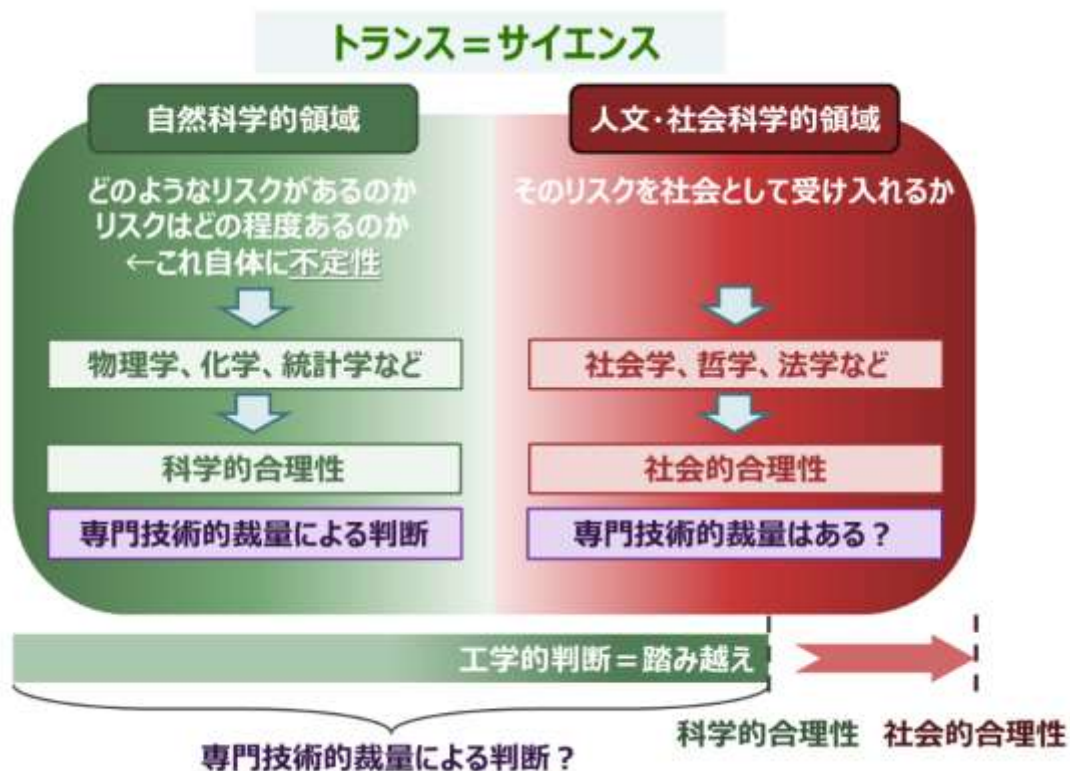 トランス＝サイエンス
自然科学的領域
どのようなリスクがあるのか
リスクはどの程度あるのか
←これ自体に不定性
物理学、化学、統計学など
科学的合理性
専門技術的裁量による判断
人文・社会科学的領域
そのリスクを社会として受け入れるか
社会学、哲学、法学など
社会的合理性
専門技術的裁量はある？
工学的判断＝踏み越え
科学的合理性
社会的合理性
専門技術的裁量による判断？